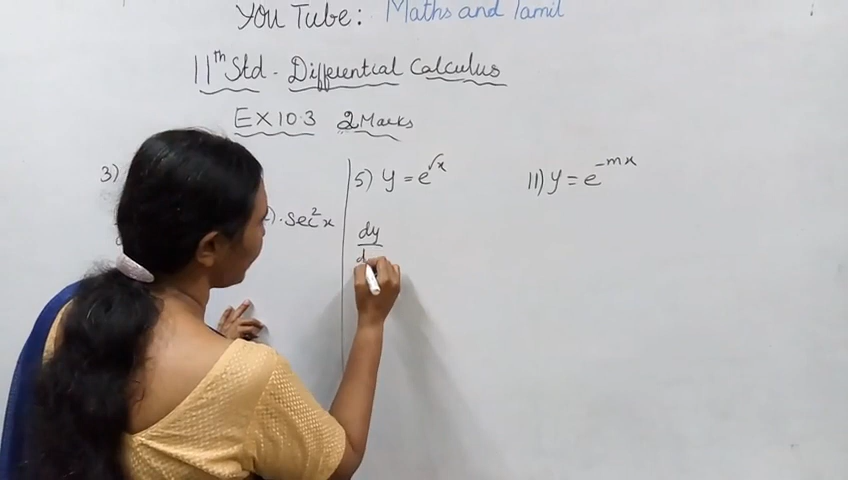 YOU Tube: Maths and Tamil
11th Std - Differential Calculus
EX 10.3 2 Marks
3)
). sec²x
5) y = e^√x
dy
d
11) y = e^-mx